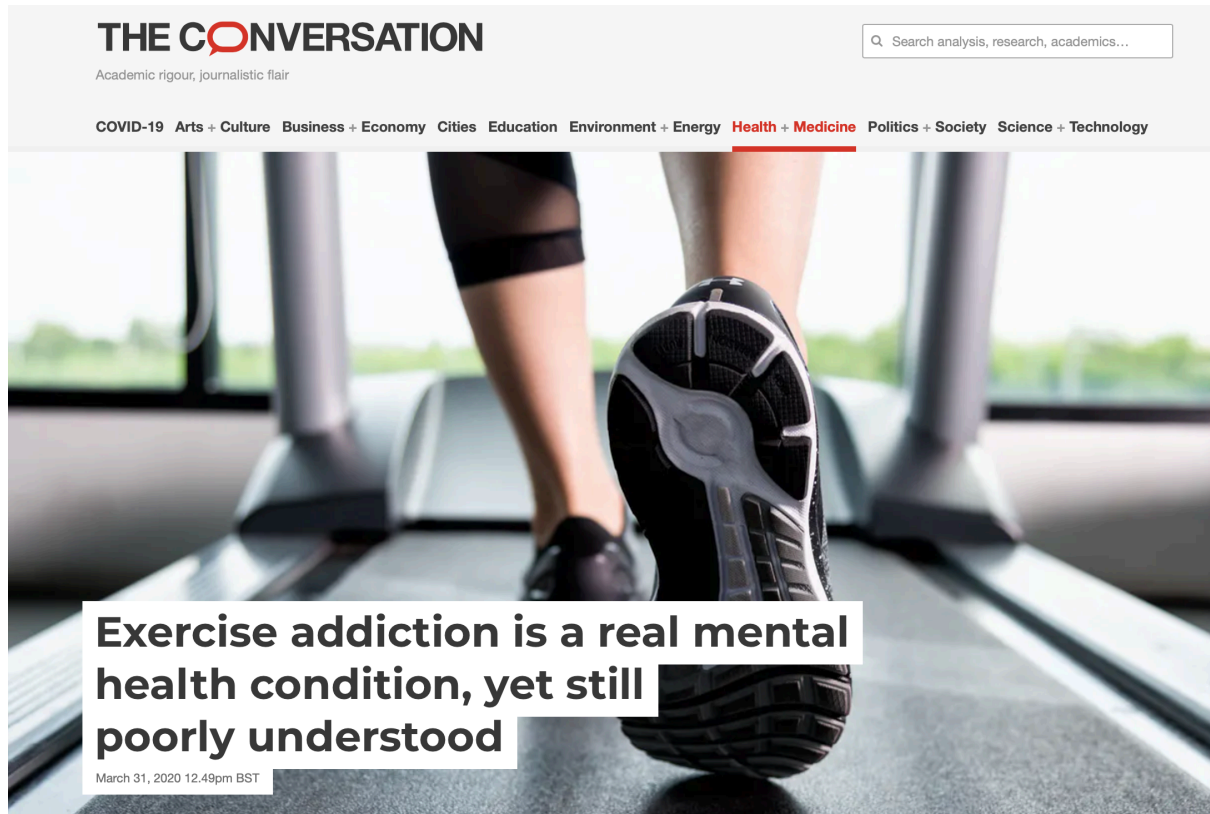 THE CONVERSATION
Search analysis, research, academics...
Academic rigour, journalistic flair
COVID-19 Arts + Culture Business + Economy Cities Education Environment + Energy Health + Medicine Politics + Society Science + Technology
Exercise addiction is a real mental
health condition, yet still
poorly understood
March 31, 2020 12.49pm BST